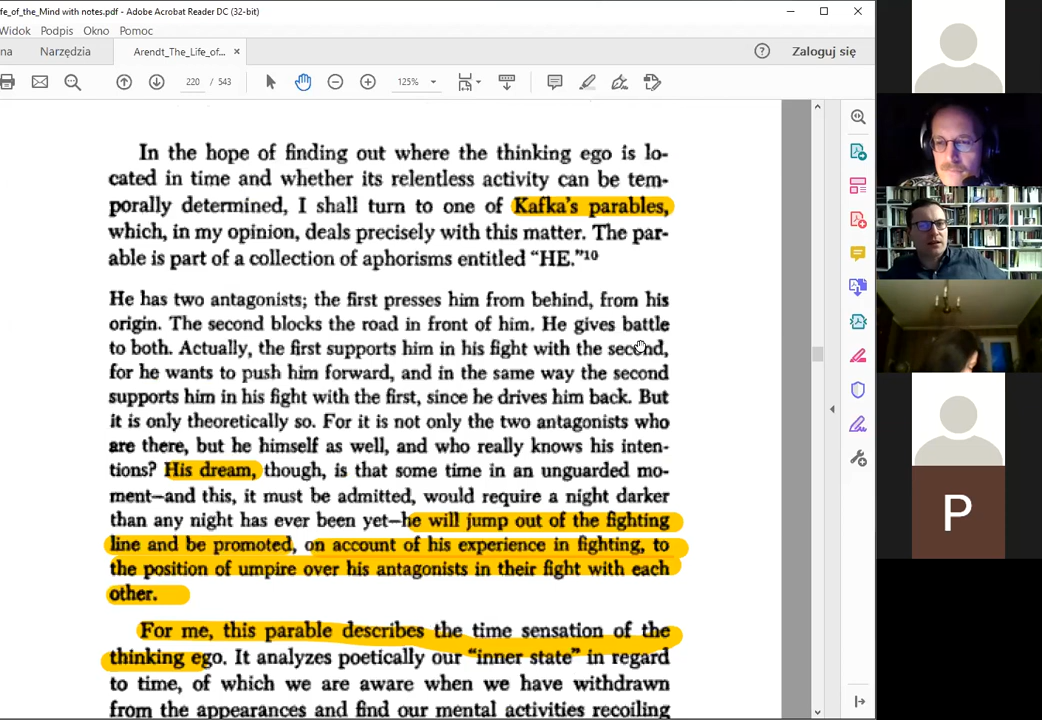 fe_of_the_Mind with notes.pdf - Adobe Acrobat Reader DC (32-bit)
Widok Podpis Okno Pomoc
na Narzędzia Arendt_The_Life_of... × Zaloguj się
220 / 543 125%
In the hope of finding out where the thinking ego is lo-
cated in time and whether its relentless activity can be tem-
porally determined, I shall turn to one of Kafka's parables,
which, in my opinion, deals precisely with this matter. The par-
able is part of a collection of aphorisms entitled “HE.”10
He has two antagonists; the first presses him from behind, from his
origin. The second blocks the road in front of him. He gives battle
to both. Actually, the first supports him in his fight with the second,
for he wants to push him forward, and in the same way the second
supports him in his fight with the first, since he drives him back. But
it is only theoretically so. For it is not only the two antagonists who
are there, but he himself as well, and who really knows his inten-
tions? His dream, though, is that some time in an unguarded mo-
ment—and this, it must be admitted, would require a night darker
than any night has ever been yet—he will jump out of the fighting
line and be promoted, on account of his experience in fighting, to
the position of umpire over his antagonists in their fight with each
other.
For me, this parable describes the time sensation of the
thinking ego. It analyzes poetically our “inner state” in regard
to time, of which we are aware when we have withdrawn
from the appearances and find our mental activities recoiling
P